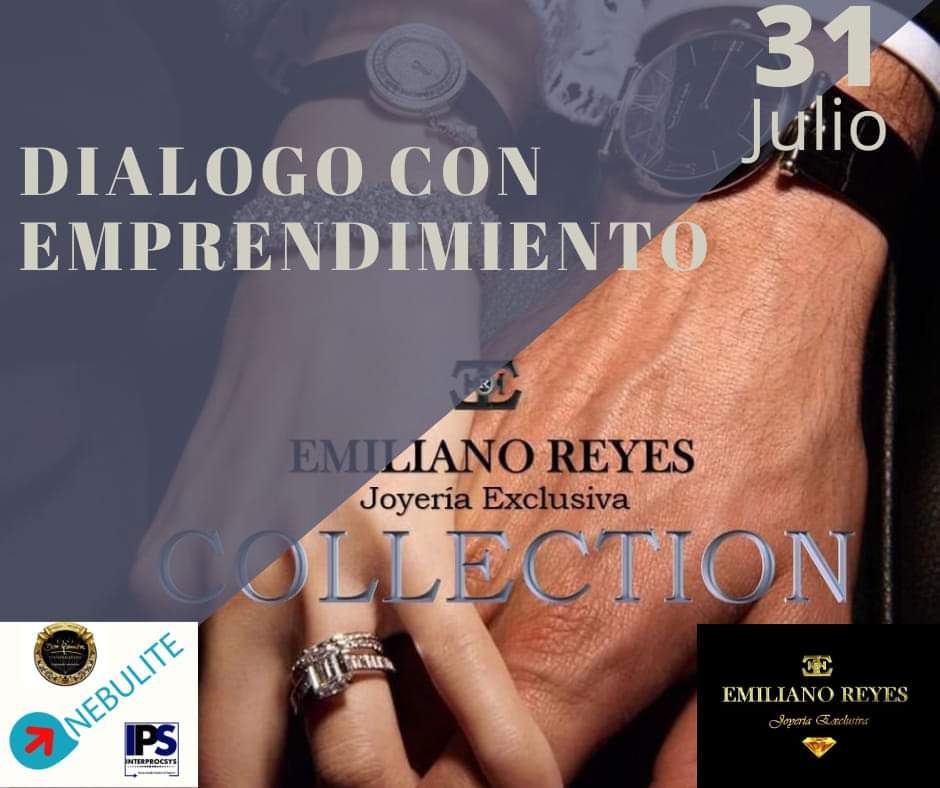 31
Julio
DIALOGO CON
EMPRENDIMIENTO
EMILIANO REYES
Joyería Exclusiva
COLLECTION
NEBULITE
IPS
INTERPROCSYS
EMILIANO REYES
Joyería Exclusiva